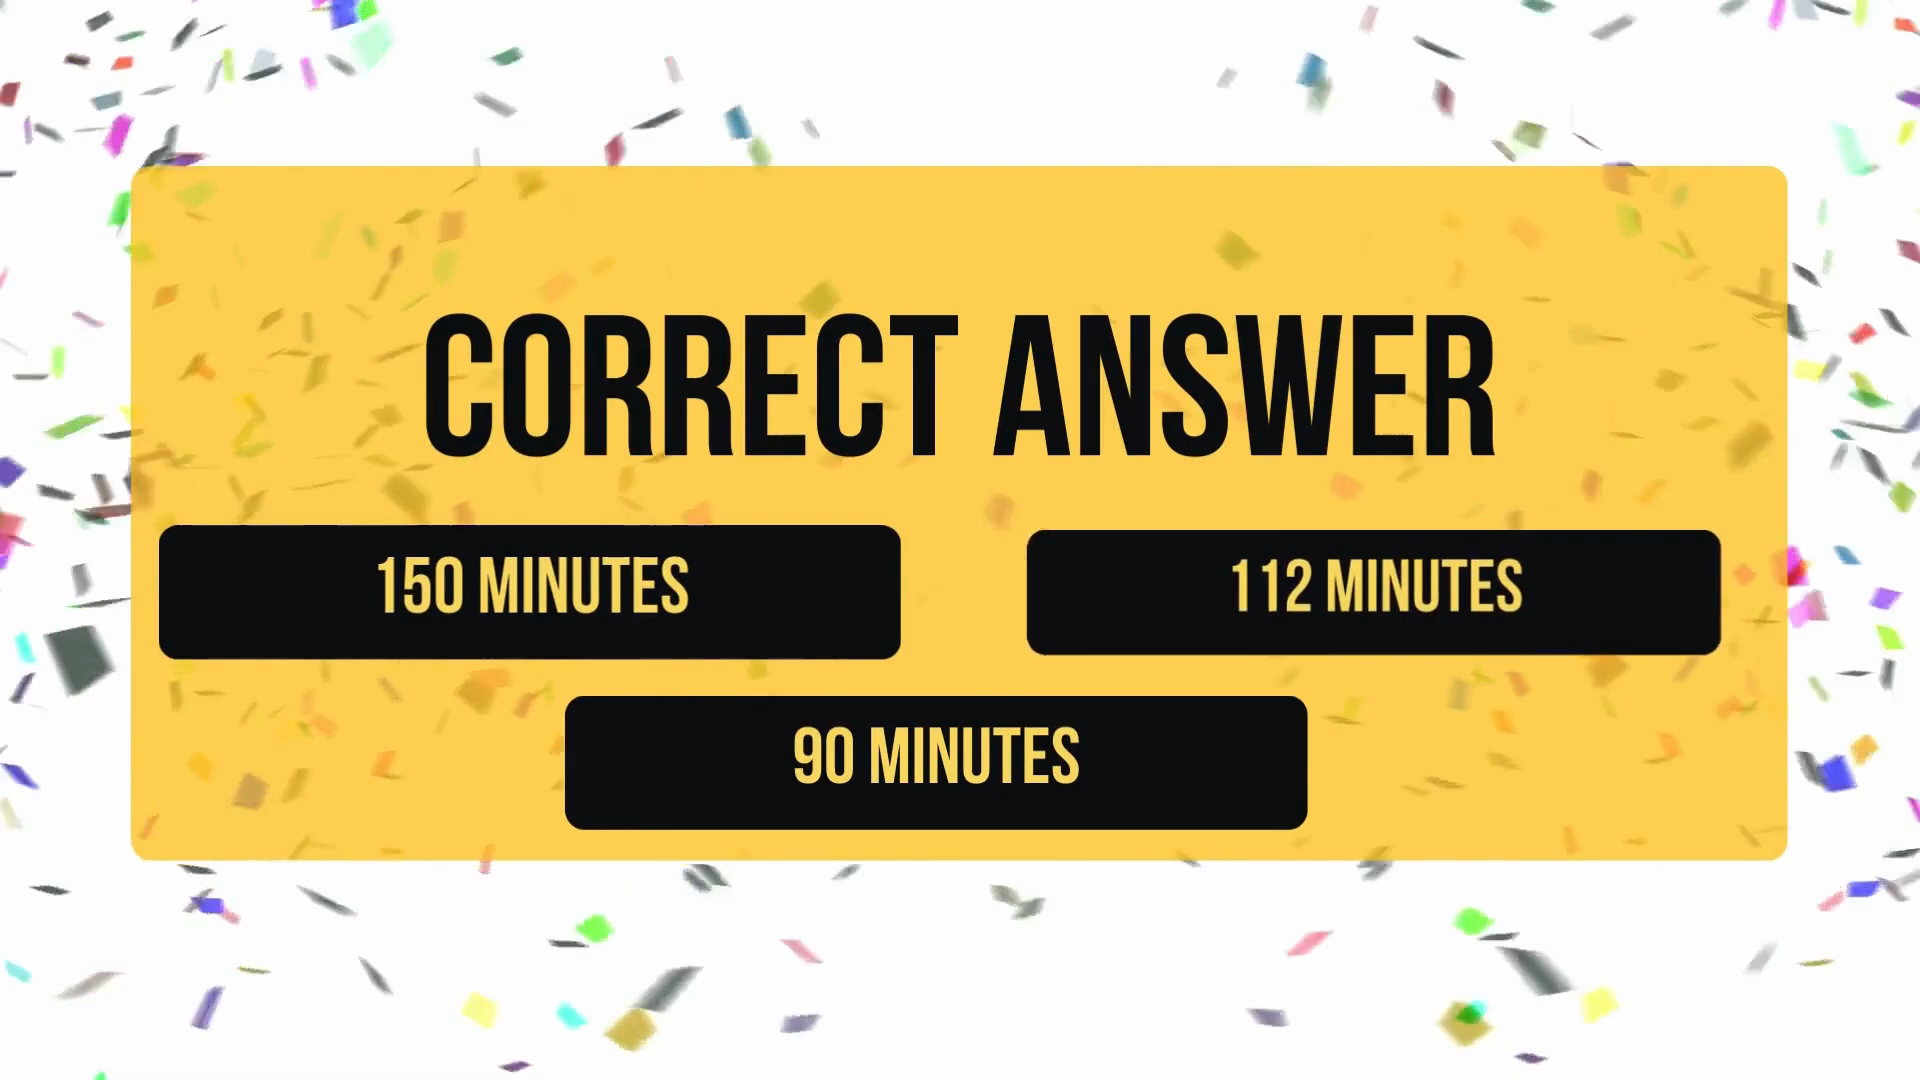 CORRECT ANSWER
150 MINUTES
112 MINUTES
90 MINUTES